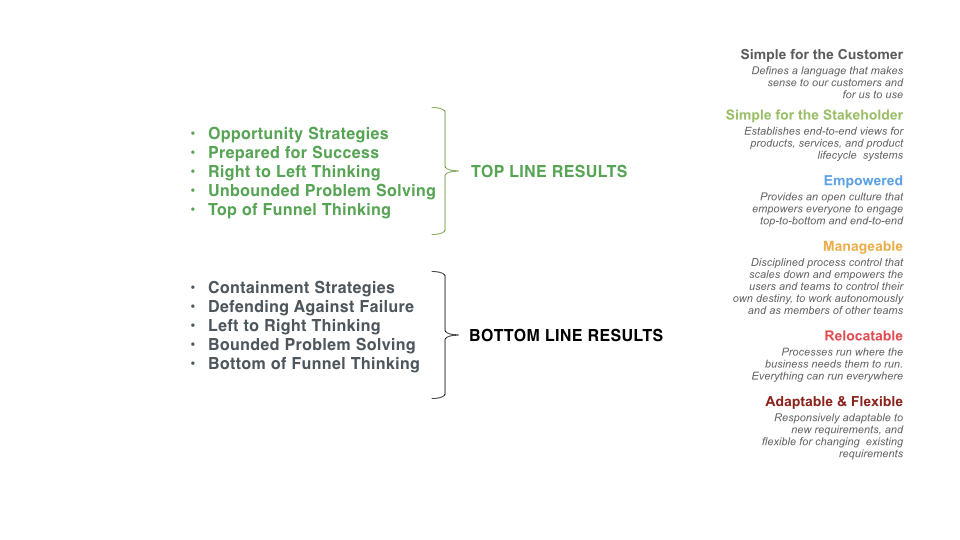 • Opportunity Strategies
• Prepared for Success
• Right to Left Thinking
• Unbounded Problem Solving
• Top of Funnel Thinking
TOP LINE RESULTS
• Containment Strategies
• Defending Against Failure
• Left to Right Thinking
• Bounded Problem Solving
• Bottom of Funnel Thinking
BOTTOM LINE RESULTS
Simple for the Customer
Defines a language that makes
sense to our customers and
for us to use
Simple for the Stakeholder
Establishes end-to-end views for
products, services, and product
lifecycle systems
Empowered
Provides an open culture that
empowers everyone to engage
top-to-bottom and end-to-end
Manageable
Disciplined process control that
scales down and empowers the
users and teams to control their
own destiny, to work autonomously
and as members of other teams
Relocatable
Processes run where the
business needs them to run.
Everything can run everywhere
Adaptable & Flexible
Responsively adaptable to
new requirements, and
flexible for changing existing
requirements